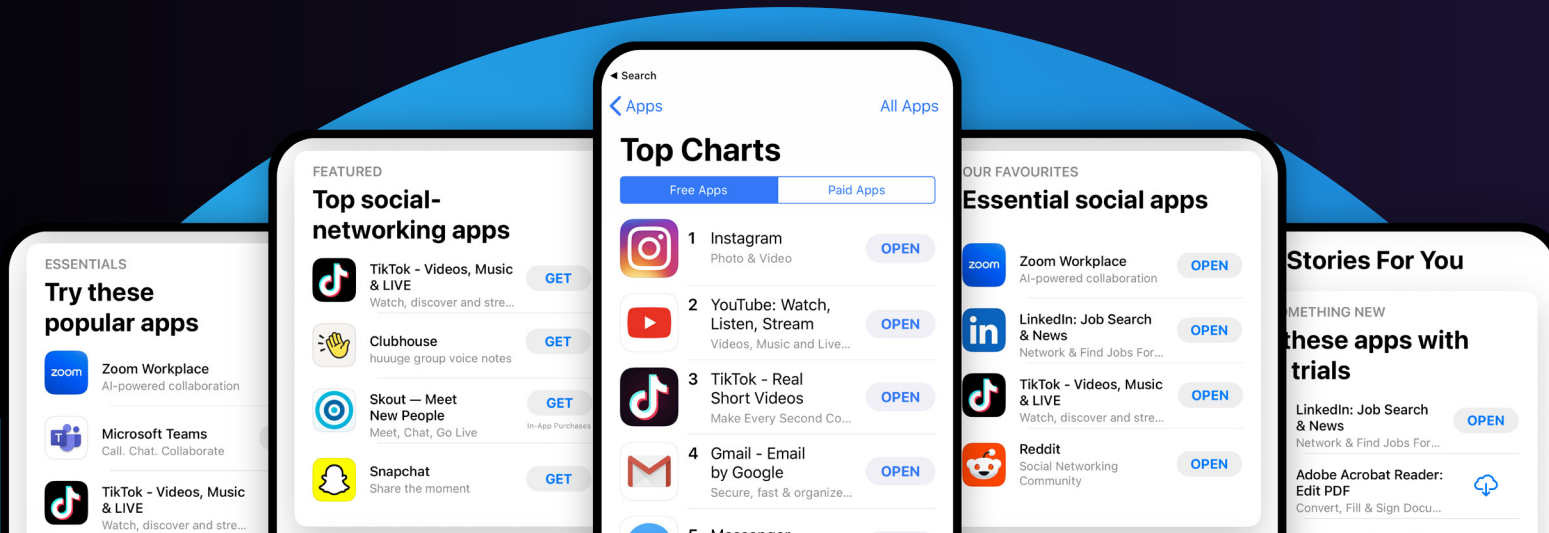 ESSENTIALS
Try these
popular apps
zoom
Zoom Workplace
AI-powered collaboration
Microsoft Teams
Call. Chat. Collaborate
TikTok - Videos, Music
& LIVE
Watch, discover and stre...
FEATURED
Top social-
networking apps
TikTok - Videos, Music
& LIVE
Watch, discover and stre...
GET
Clubhouse
huuuge group voice notes
GET
Skout — Meet
New People
Meet, Chat, Go Live
GET
In-App Purchases
Snapchat
Share the moment
GET
Search
Apps
All Apps
Top Charts
Free Apps
Paid Apps
1 Instagram
Photo & Video
OPEN
2 YouTube: Watch,
Listen, Stream
Videos, Music and Live...
OPEN
3 TikTok - Real
Short Videos
Make Every Second Co...
OPEN
4 Gmail - Email
by Google
Secure, fast & organize...
OPEN
5 Messenger
OUR FAVOURITES
Essential social apps
zoom
Zoom Workplace
AI-powered collaboration
OPEN
in
LinkedIn: Job Search
& News
Network & Find Jobs For...
OPEN
TikTok - Videos, Music
& LIVE
Watch, discover and stre...
OPEN
Reddit
Social Networking
Community
OPEN
Stories For You
OMETHING NEW
these apps with
trials
LinkedIn: Job Search
& News
Network & Find Jobs For...
OPEN
Adobe Acrobat Reader:
Edit PDF
Convert, Fill & Sign Docu...